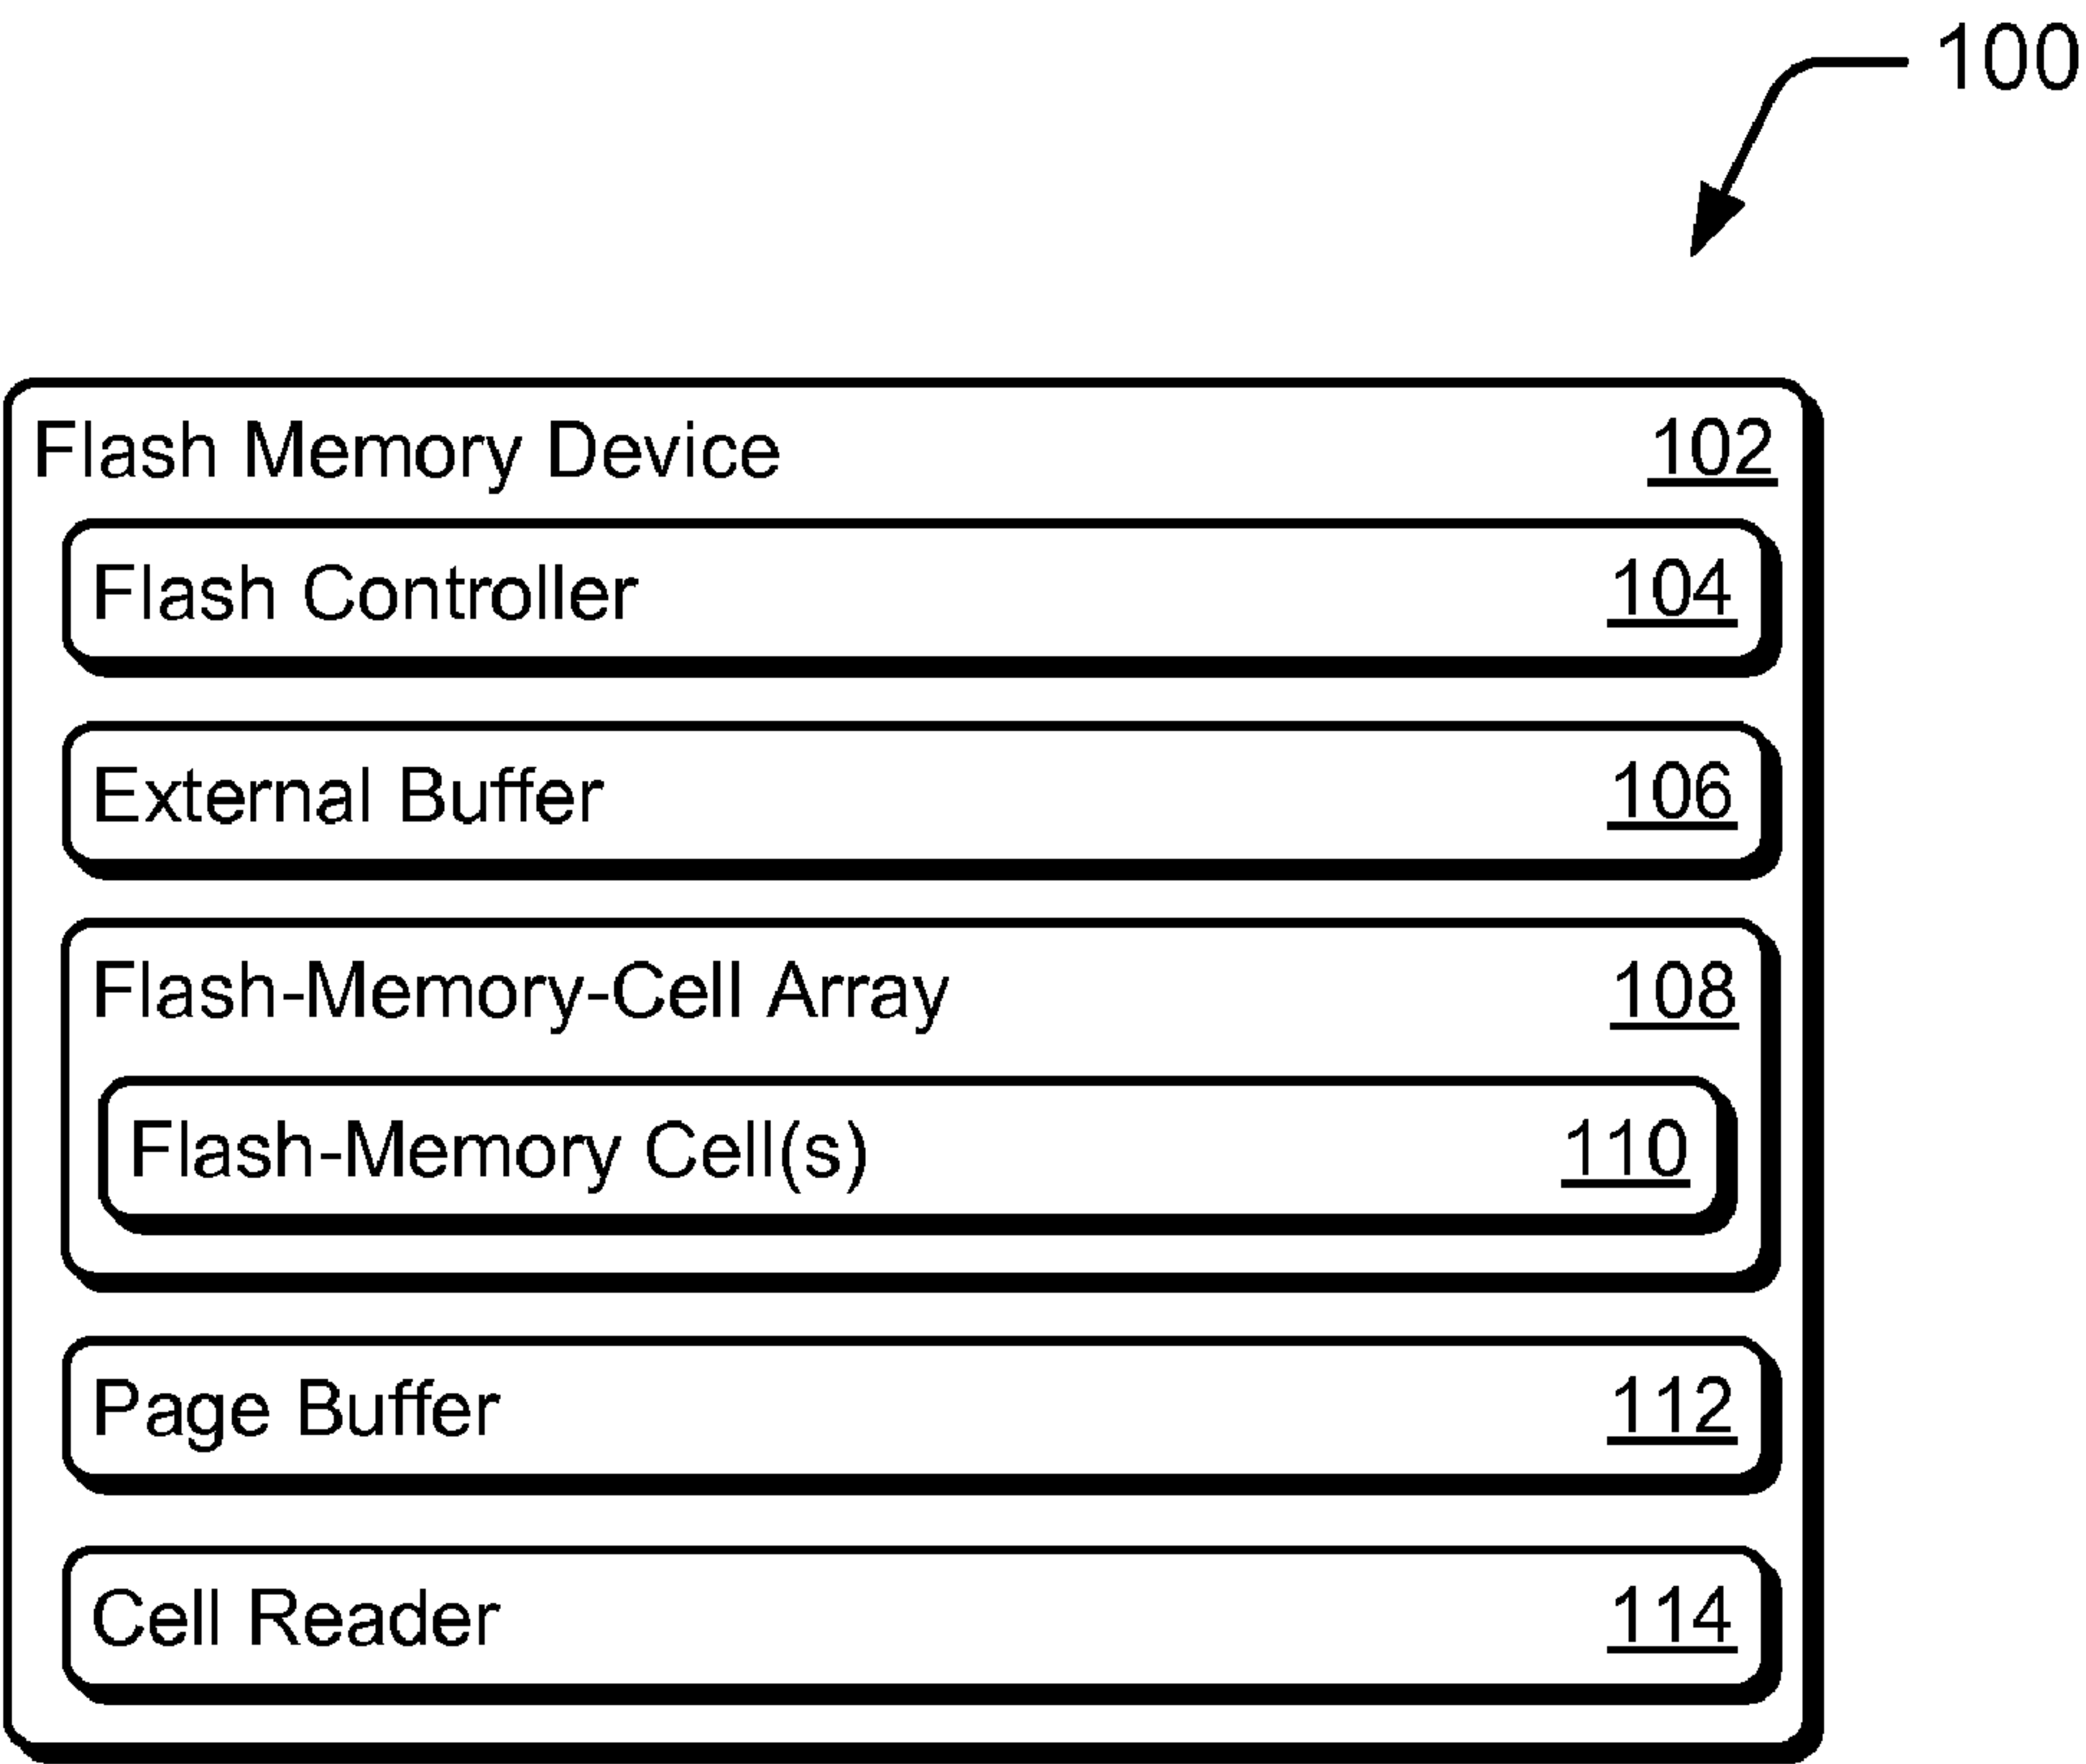 100
Flash Memory Device 102
Flash Controller 104
External Buffer 106
Flash-Memory-Cell Array 108
Flash-Memory Cell(s) 110
Page Buffer 112
Cell Reader 114